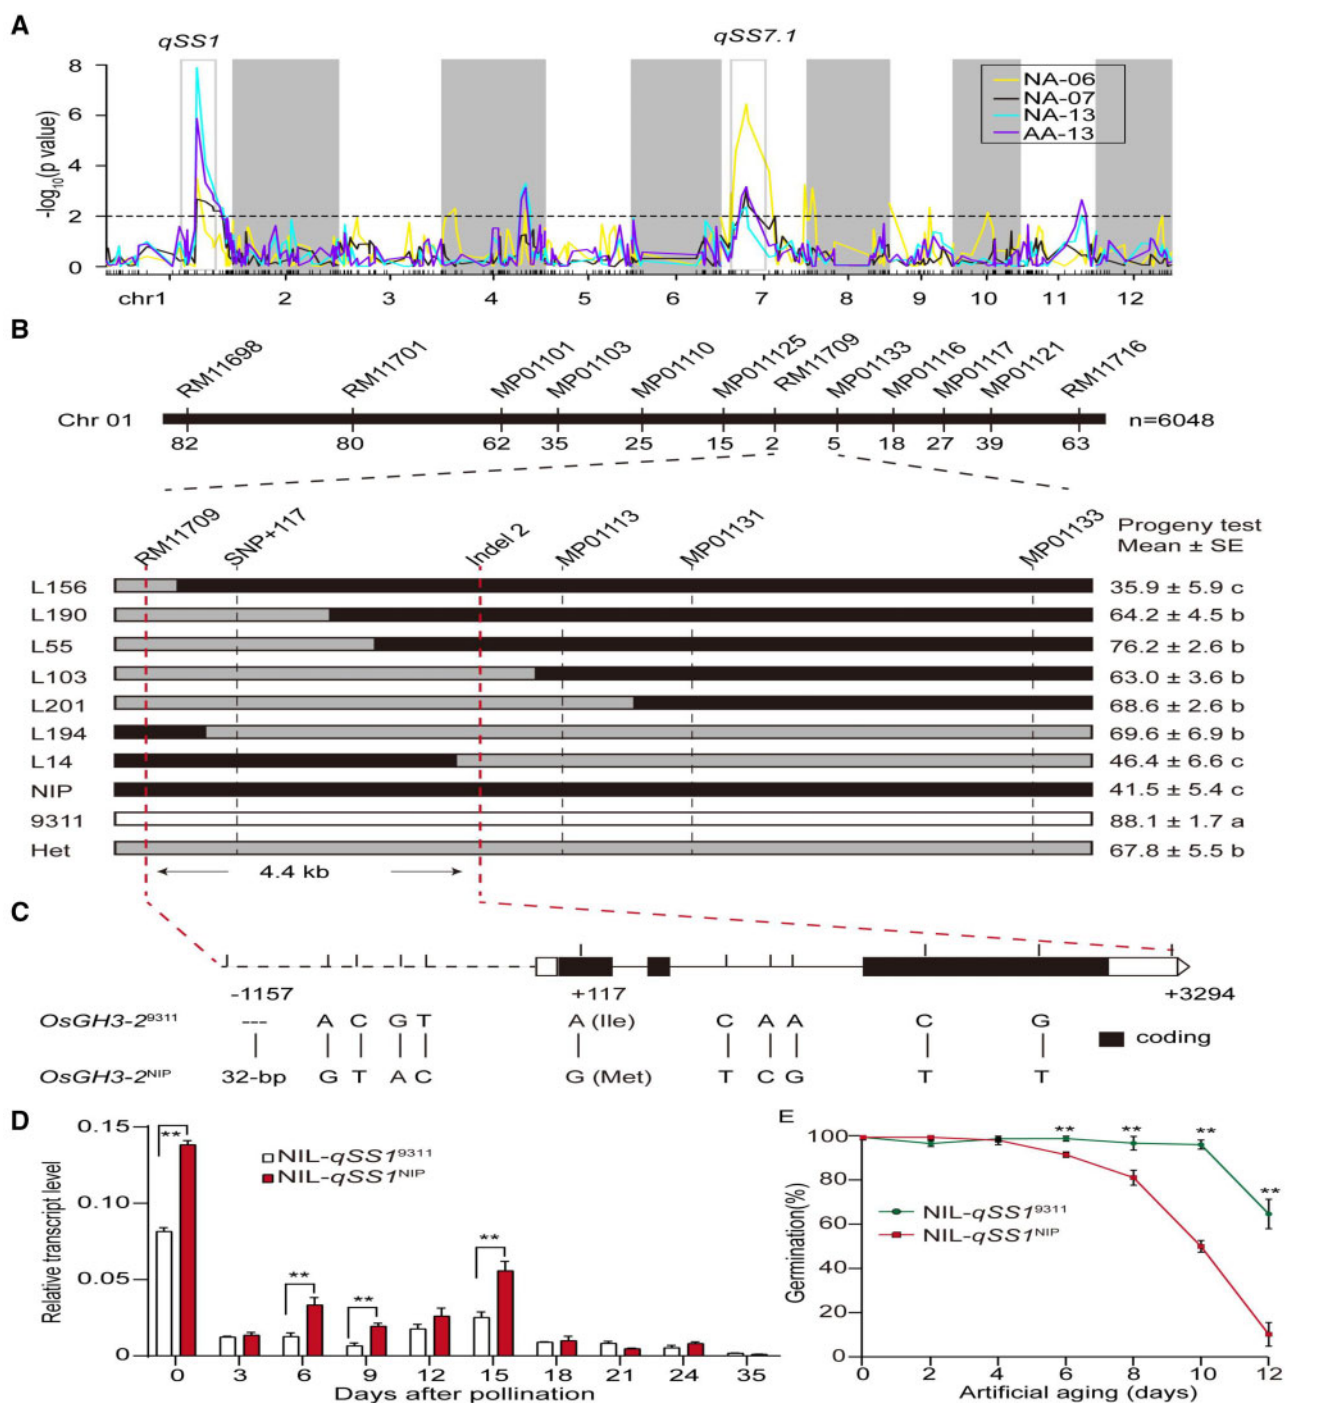 A
qSS1
qSS7.1
8
6
4
2
0
-log10(p value)
NA-06
NA-07
NA-13
AA-13
chr1 2 3 4 5 6 7 8 9 10 11 12
B
RM11698 RM11701 MP01101 MP01103 MP01110 MP011125 RM11709 MP01133 MP01116 MP01117 MP01121 RM11716
Chr 01
n=6048
82 80 62 35 25 15 2 5 18 27 39 63
RM11709 SNP+117 Indel 2 MP01113 MP01131 MP01133
Progeny test
Mean ± SE
L156 35.9 ± 5.9 c
L190 64.2 ± 4.5 b
L55 76.2 ± 2.6 b
L103 63.0 ± 3.6 b
L201 68.6 ± 2.6 b
L194 69.6 ± 6.9 b
L14 46.4 ± 6.6 c
NIP 41.5 ± 5.4 c
9311 88.1 ± 1.7 a
Het 67.8 ± 5.5 b
4.4 kb
C
-1157 +117 +3294
OsGH3-29311 --- A C G T A (Ile) C A A C G
coding
OsGH3-2NIP 32-bp G T A C G (Met) T C G T T
D
Relative transcript level
0.15
0.10
0.05
0
** ** ** **
NIL-qSS19311
NIL-qSS1NIP
0 3 6 9 12 15 18 21 24 35
Days after pollination
E
Germination(%)
100
80
60
40
20
0
** ** ** **
NIL-qSS19311
NIL-qSS1NIP
0 2 4 6 8 10 12
Artificial aging (days)